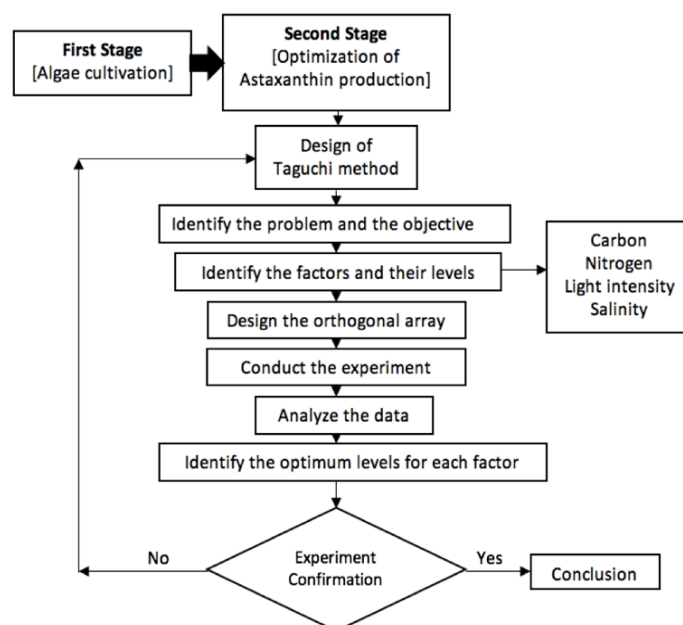 First Stage
[Algae cultivation]
Second Stage
[Optimization of
Astaxanthin production]
Design of
Taguchi method
Identify the problem and the objective
Identify the factors and their levels
Carbon
Nitrogen
Light intensity
Salinity
Design the orthogonal array
Conduct the experiment
Analyze the data
Identify the optimum levels for each factor
No
Experiment
Confirmation
Yes
Conclusion